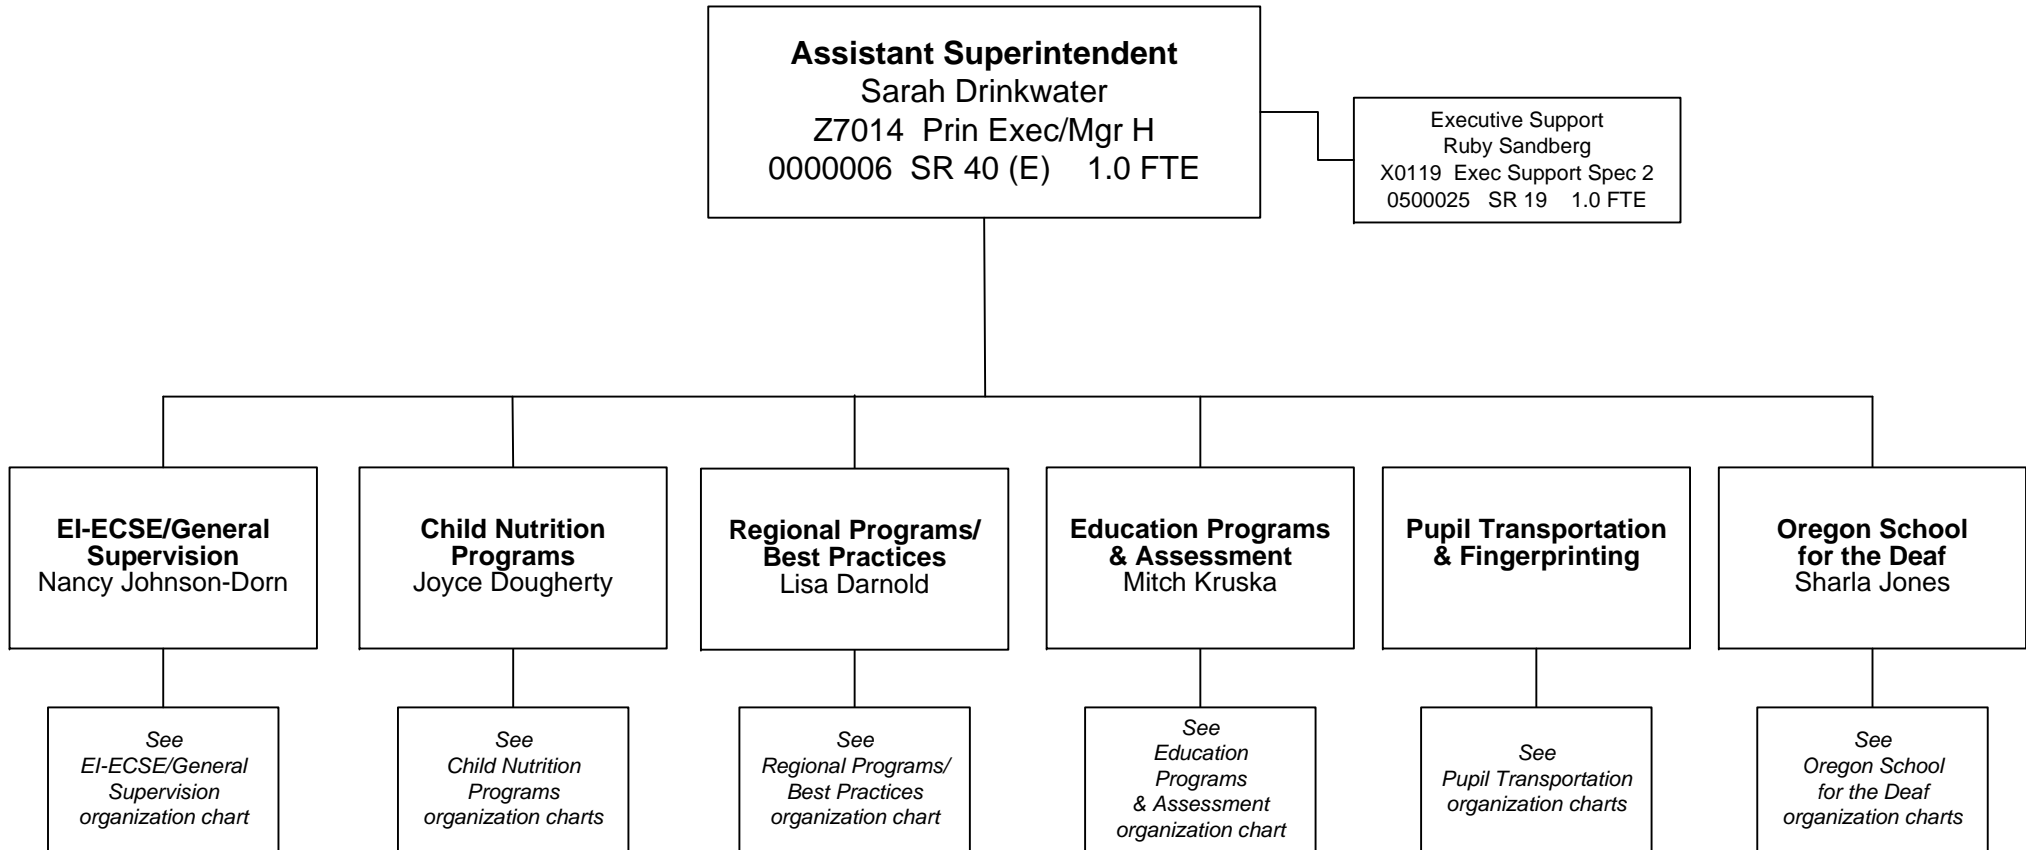 Assistant Superintendent
Sarah Drinkwater
Z7014  Prin Exec/Mgr H
0000006  SR 40 (E)    1.0 FTE
Executive Support
Ruby Sandberg
X0119  Exec Support Spec 2
0500025   SR 19    1.0 FTE
EI-ECSE/General
Supervision
Nancy Johnson-Dorn
Child Nutrition
Programs
Joyce Dougherty
Regional Programs/
Best Practices
Lisa Darnold
Education Programs
& Assessment
Mitch Kruska
Pupil Transportation
& Fingerprinting
Oregon School
for the Deaf
Sharla Jones
See
EI-ECSE/General
Supervision
organization chart
See
Child Nutrition
Programs
organization charts
See
Regional Programs/
Best Practices
organization chart
See
Education
Programs
& Assessment
organization chart
See
Pupil Transportation
organization charts
See
Oregon School
for the Deaf
organization charts